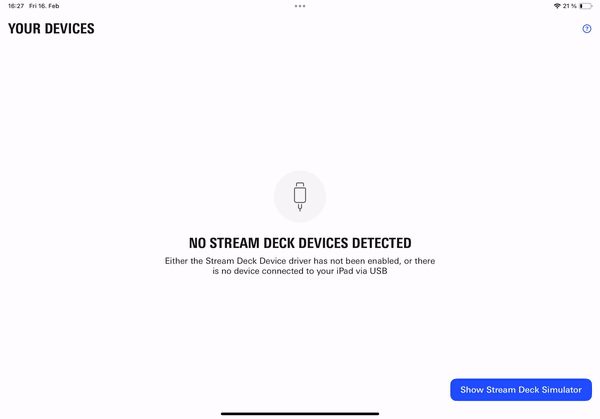 16:27 Fri 16. Feb
21 %
YOUR DEVICES
?
NO STREAM DECK DEVICES DETECTED
Either the Stream Deck Device driver has not been enabled, or there
is no device connected to your iPad via USB
Show Stream Deck Simulator